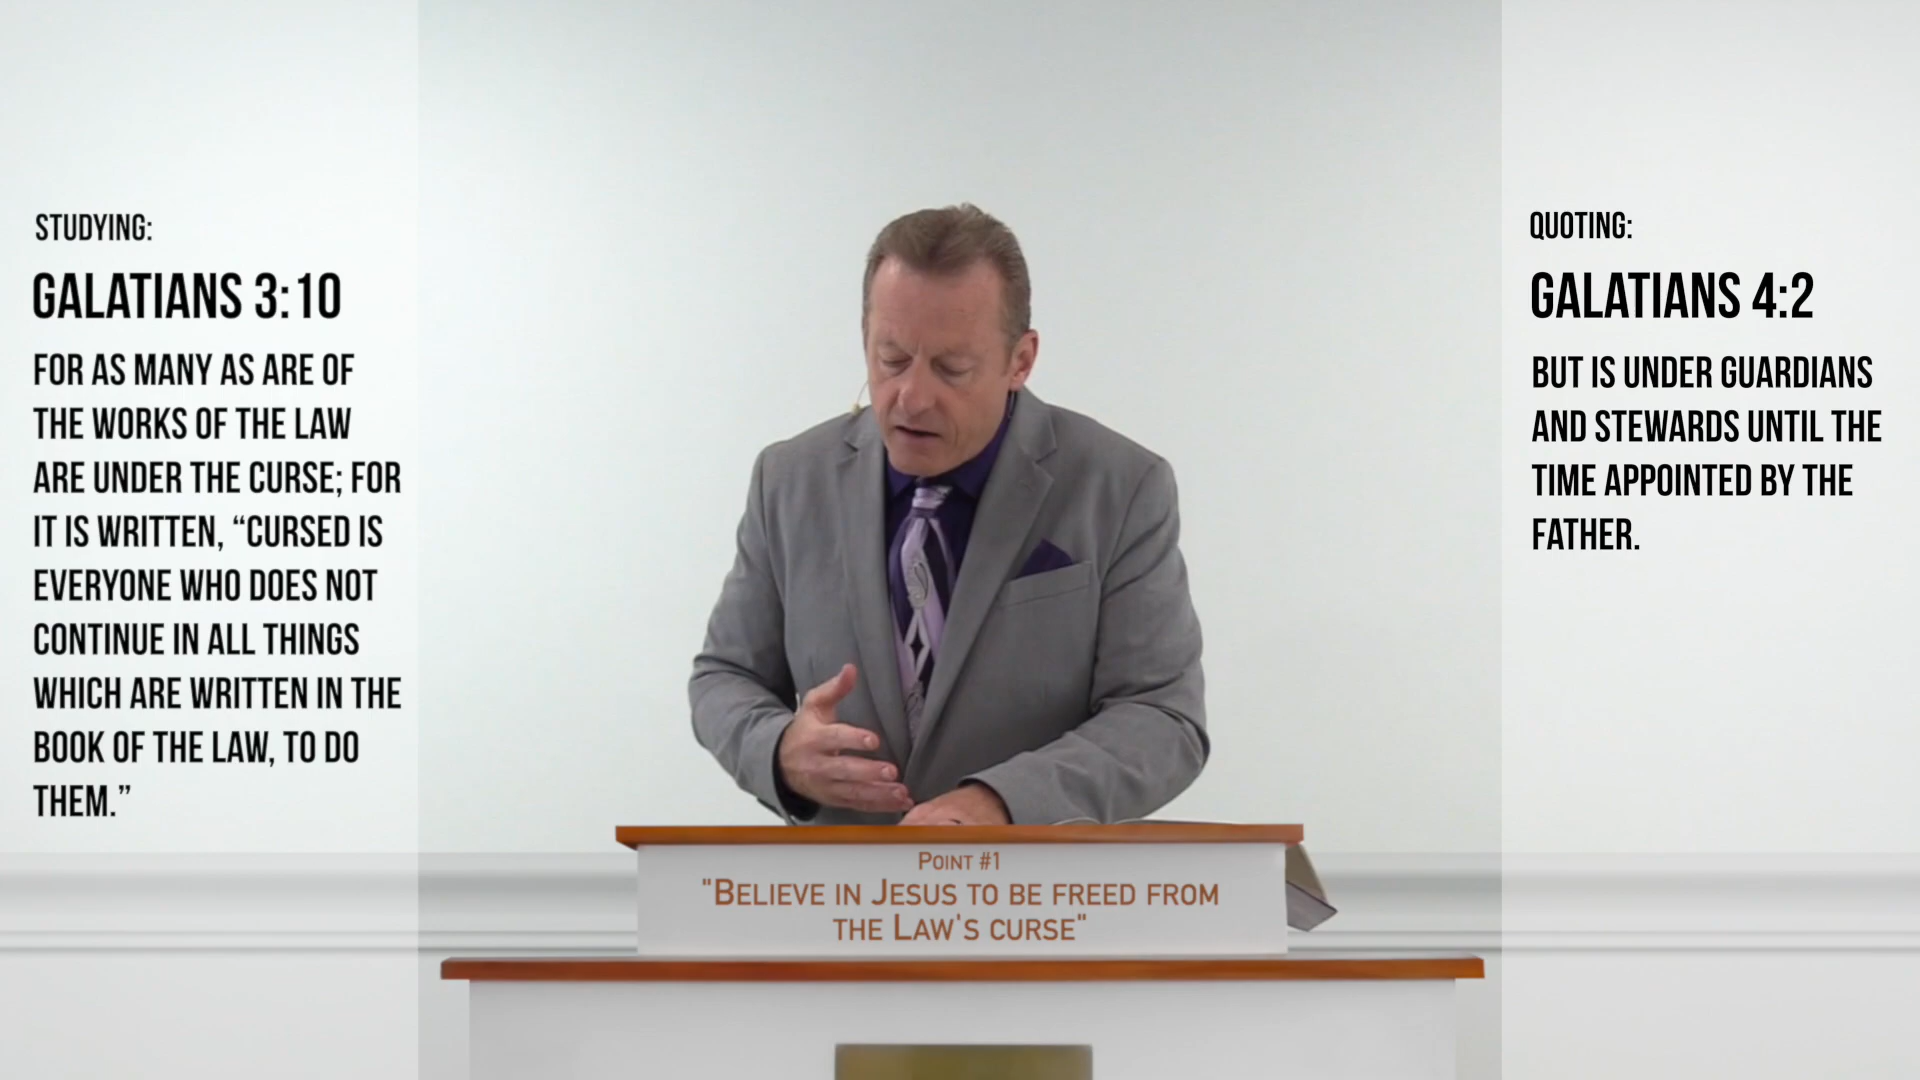 STUDYING:
GALATIANS 3:10
FOR AS MANY AS ARE OF
THE WORKS OF THE LAW
ARE UNDER THE CURSE; FOR
IT IS WRITTEN, “CURSED IS
EVERYONE WHO DOES NOT
CONTINUE IN ALL THINGS
WHICH ARE WRITTEN IN THE
BOOK OF THE LAW, TO DO
THEM.”
QUOTING:
GALATIANS 4:2
BUT IS UNDER GUARDIANS
AND STEWARDS UNTIL THE
TIME APPOINTED BY THE
FATHER.
POINT #1
"BELIEVE IN JESUS TO BE FREED FROM
THE LAW'S CURSE"